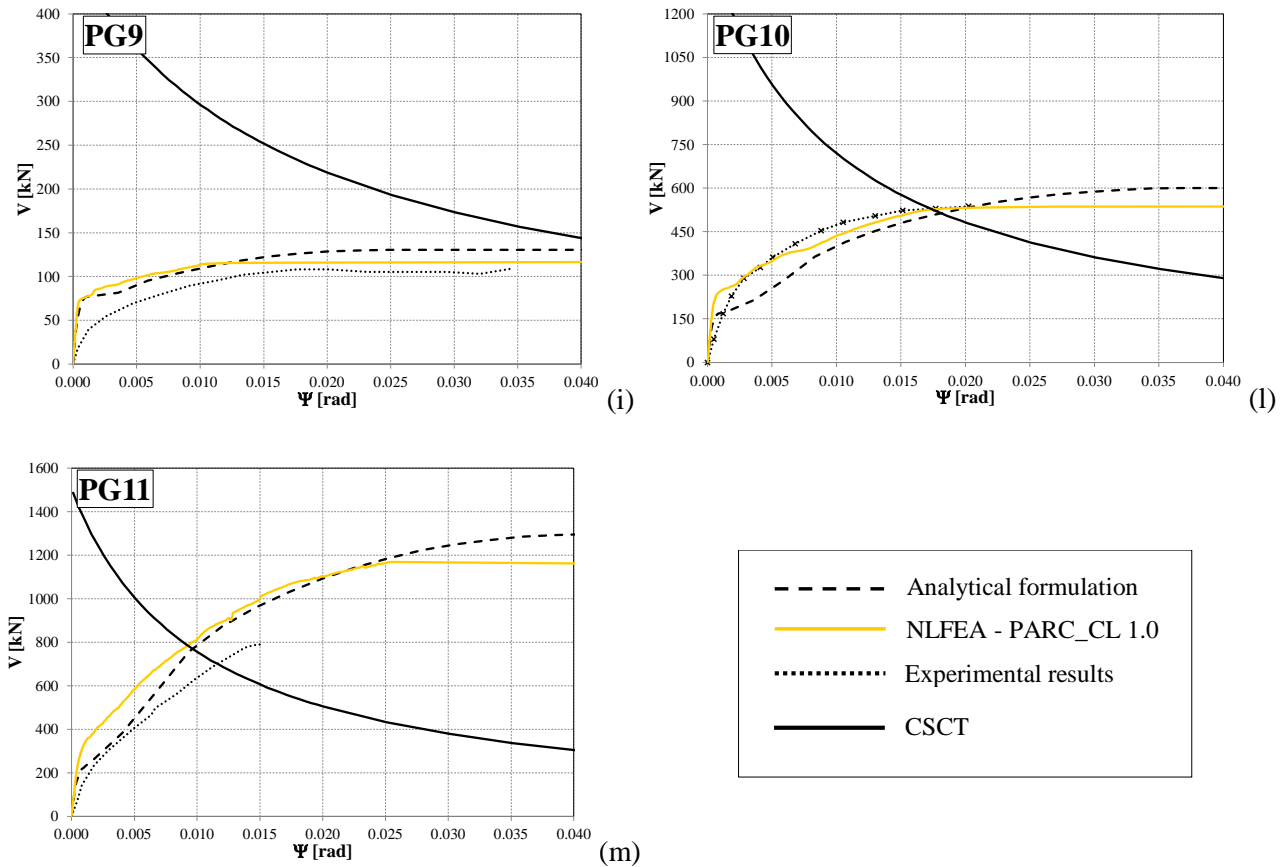 PG9
400
350
300
250
200
150
100
50
0
V [kN]
0.000 0.005 0.010 0.015 0.020 0.025 0.030 0.035 0.040
Ψ [rad]
(i)
PG10
1200
1050
900
750
600
450
300
150
0
V [kN]
0.000 0.005 0.010 0.015 0.020 0.025 0.030 0.035 0.040
Ψ [rad]
(l)
PG11
1600
1400
1200
1000
800
600
400
200
0
V [kN]
0.000 0.005 0.010 0.015 0.020 0.025 0.030 0.035 0.040
Ψ [rad]
(m)
Analytical formulation
NLFEA - PARC_CL 1.0
Experimental results
CSCT